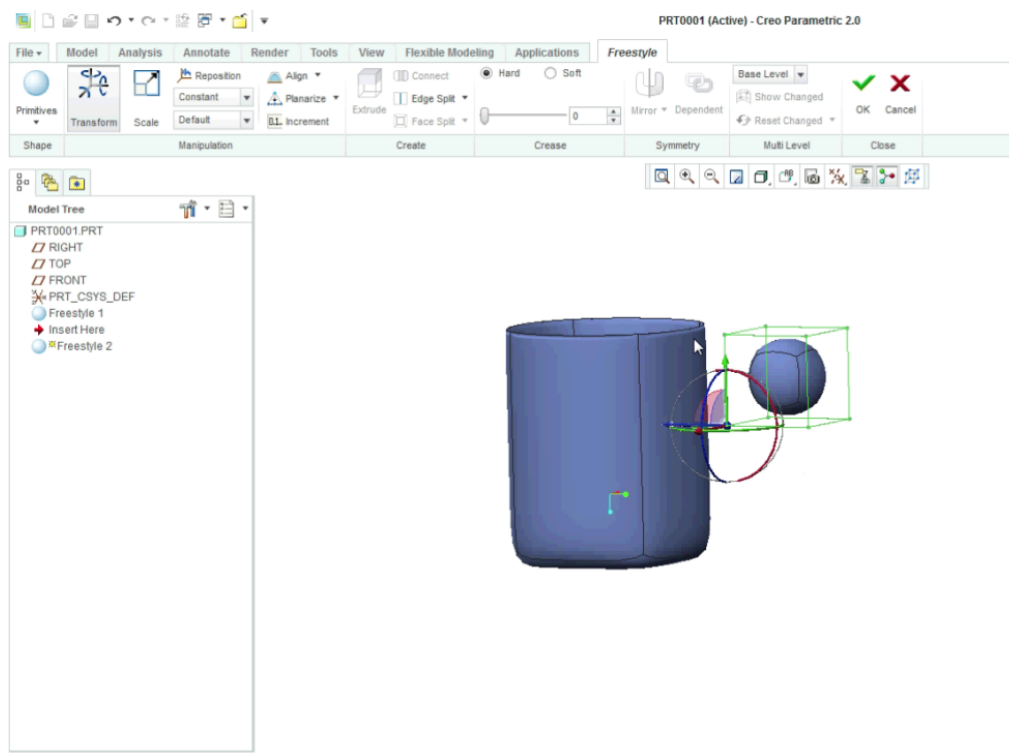 PRT0001 (Active) - Creo Parametric 2.0
File Model Analysis Annotate Render Tools View Flexible Modeling Applications Freestyle
Primitives
Transform
Scale
Reposition
Constant
Default
Align
Planarize
0.1.. Increment
Extrude
Connect
Edge Split
Face Split
Hard Soft
0
Mirror
Dependent
Base Level
Show Changed
Reset Changed
OK
Cancel
Shape Manipulation Create Crease Symmetry Multi Level Close
Model Tree
PRT0001.PRT
RIGHT
TOP
FRONT
PRT_CSYS_DEF
Freestyle 1
Insert Here
Freestyle 2